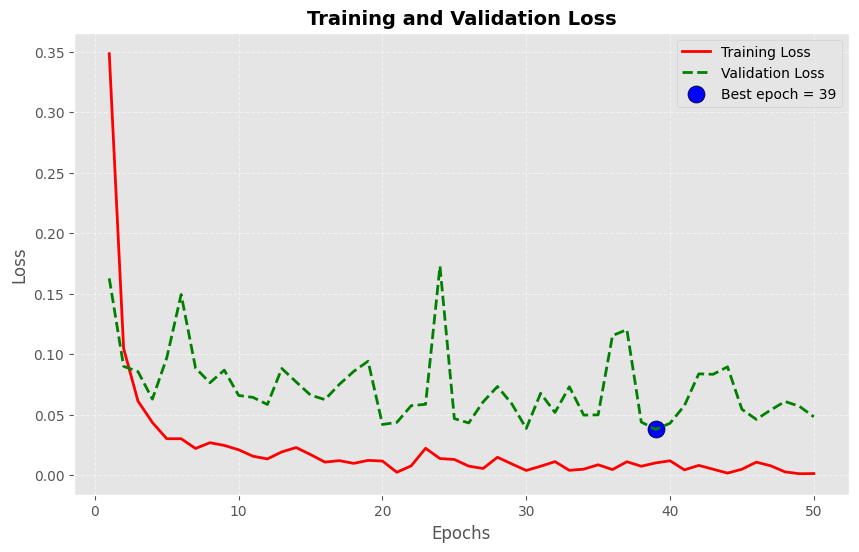 Training and Validation Loss
Training Loss
Validation Loss
Best epoch = 39
0.35
0.30
0.25
0.20
0.15
0.10
0.05
0.00
Loss
0 10 20 30 40 50
Epochs